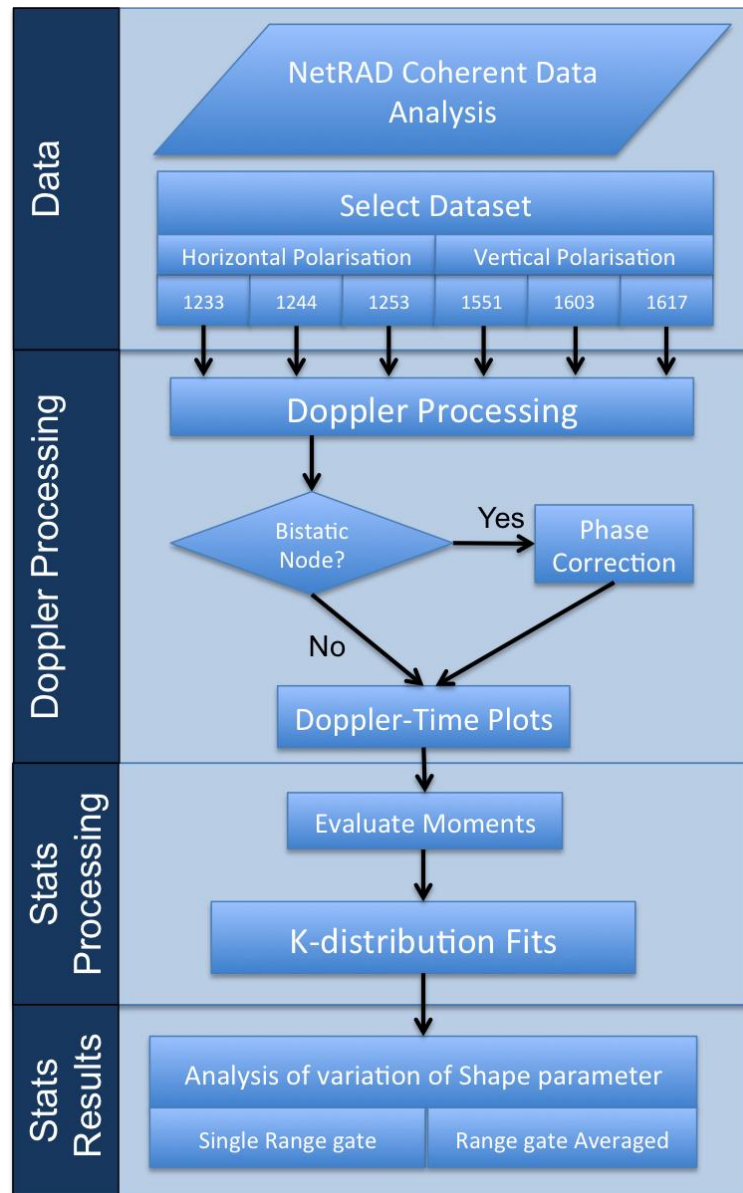 Data
NetRAD Coherent Data
Analysis
Select Dataset
Horizontal Polarisation
Vertical Polarisation
1233
1244
1253
1551
1603
1617
Doppler Processing
Doppler Processing
Bistatic
Node?
Yes
Phase
Correction
No
Doppler-Time Plots
Stats
Processing
Evaluate Moments
K-distribution Fits
Stats
Results
Analysis of variation of Shape parameter
Single Range gate
Range gate Averaged